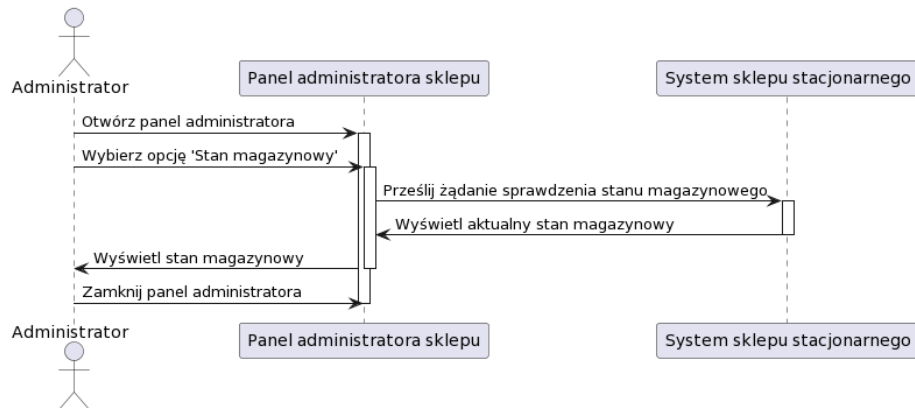 Administrator
Panel administratora sklepu
System sklepu stacjonarnego
Otwórz panel administratora
Wybierz opcję 'Stan magazynowy'
Prześlij żądanie sprawdzenia stanu magazynowego
Wyświetl aktualny stan magazynowy
Wyświetl stan magazynowy
Zamknij panel administratora
Administrator
Panel administratora sklepu
System sklepu stacjonarnego